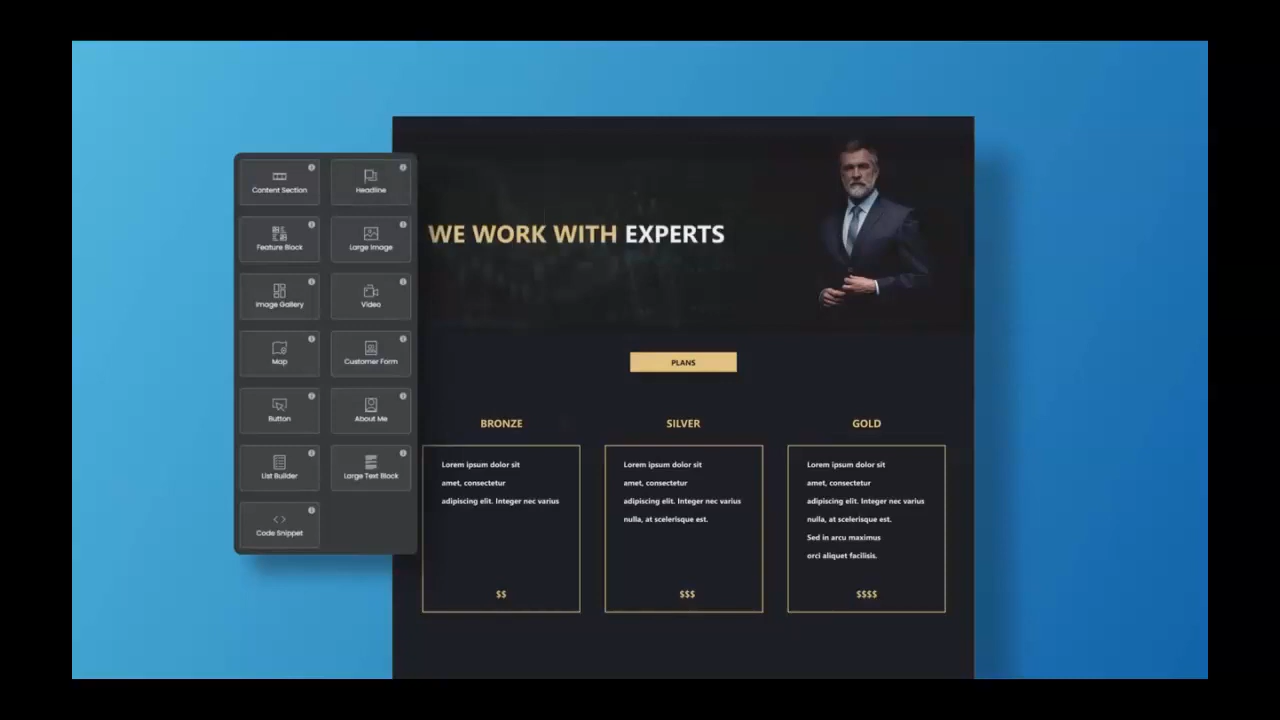 Content Section
Headline
Feature Block
Large Image
Image Gallery
Video
Map
Customer Form
Button
About Me
List Builder
Large Text Block
Code Snippet
WE WORK WITH EXPERTS
PLANS
BRONZE
Lorem ipsum dolor sit
amet, consectetur
adipiscing elit. Integer nec varius
$$
SILVER
Lorem ipsum dolor sit
amet, consectetur
adipiscing elit. Integer nec varius
nulla, at scelerisque est.
$$$
GOLD
Lorem ipsum dolor sit
amet, consectetur
adipiscing elit. Integer nec varius
nulla, at scelerisque est.
Sed in arcu maximus
orci aliquet facilisis.
$$$$